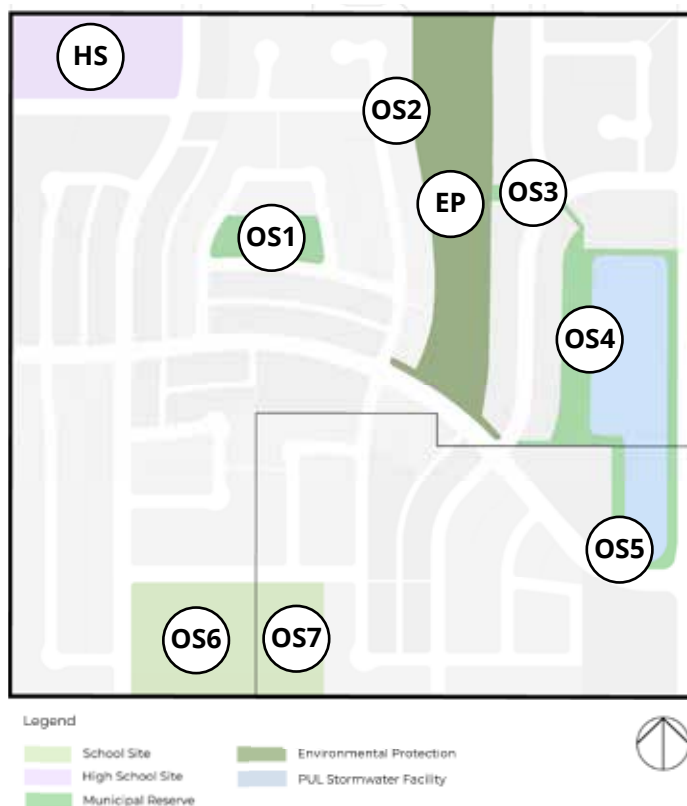 HS
OS2
OS3
EP
OS1
OS4
OS5
OS6
OS7
Legend
School Site
High School Site
Municipal Reserve
Environmental Protection
PUL Stormwater Facility